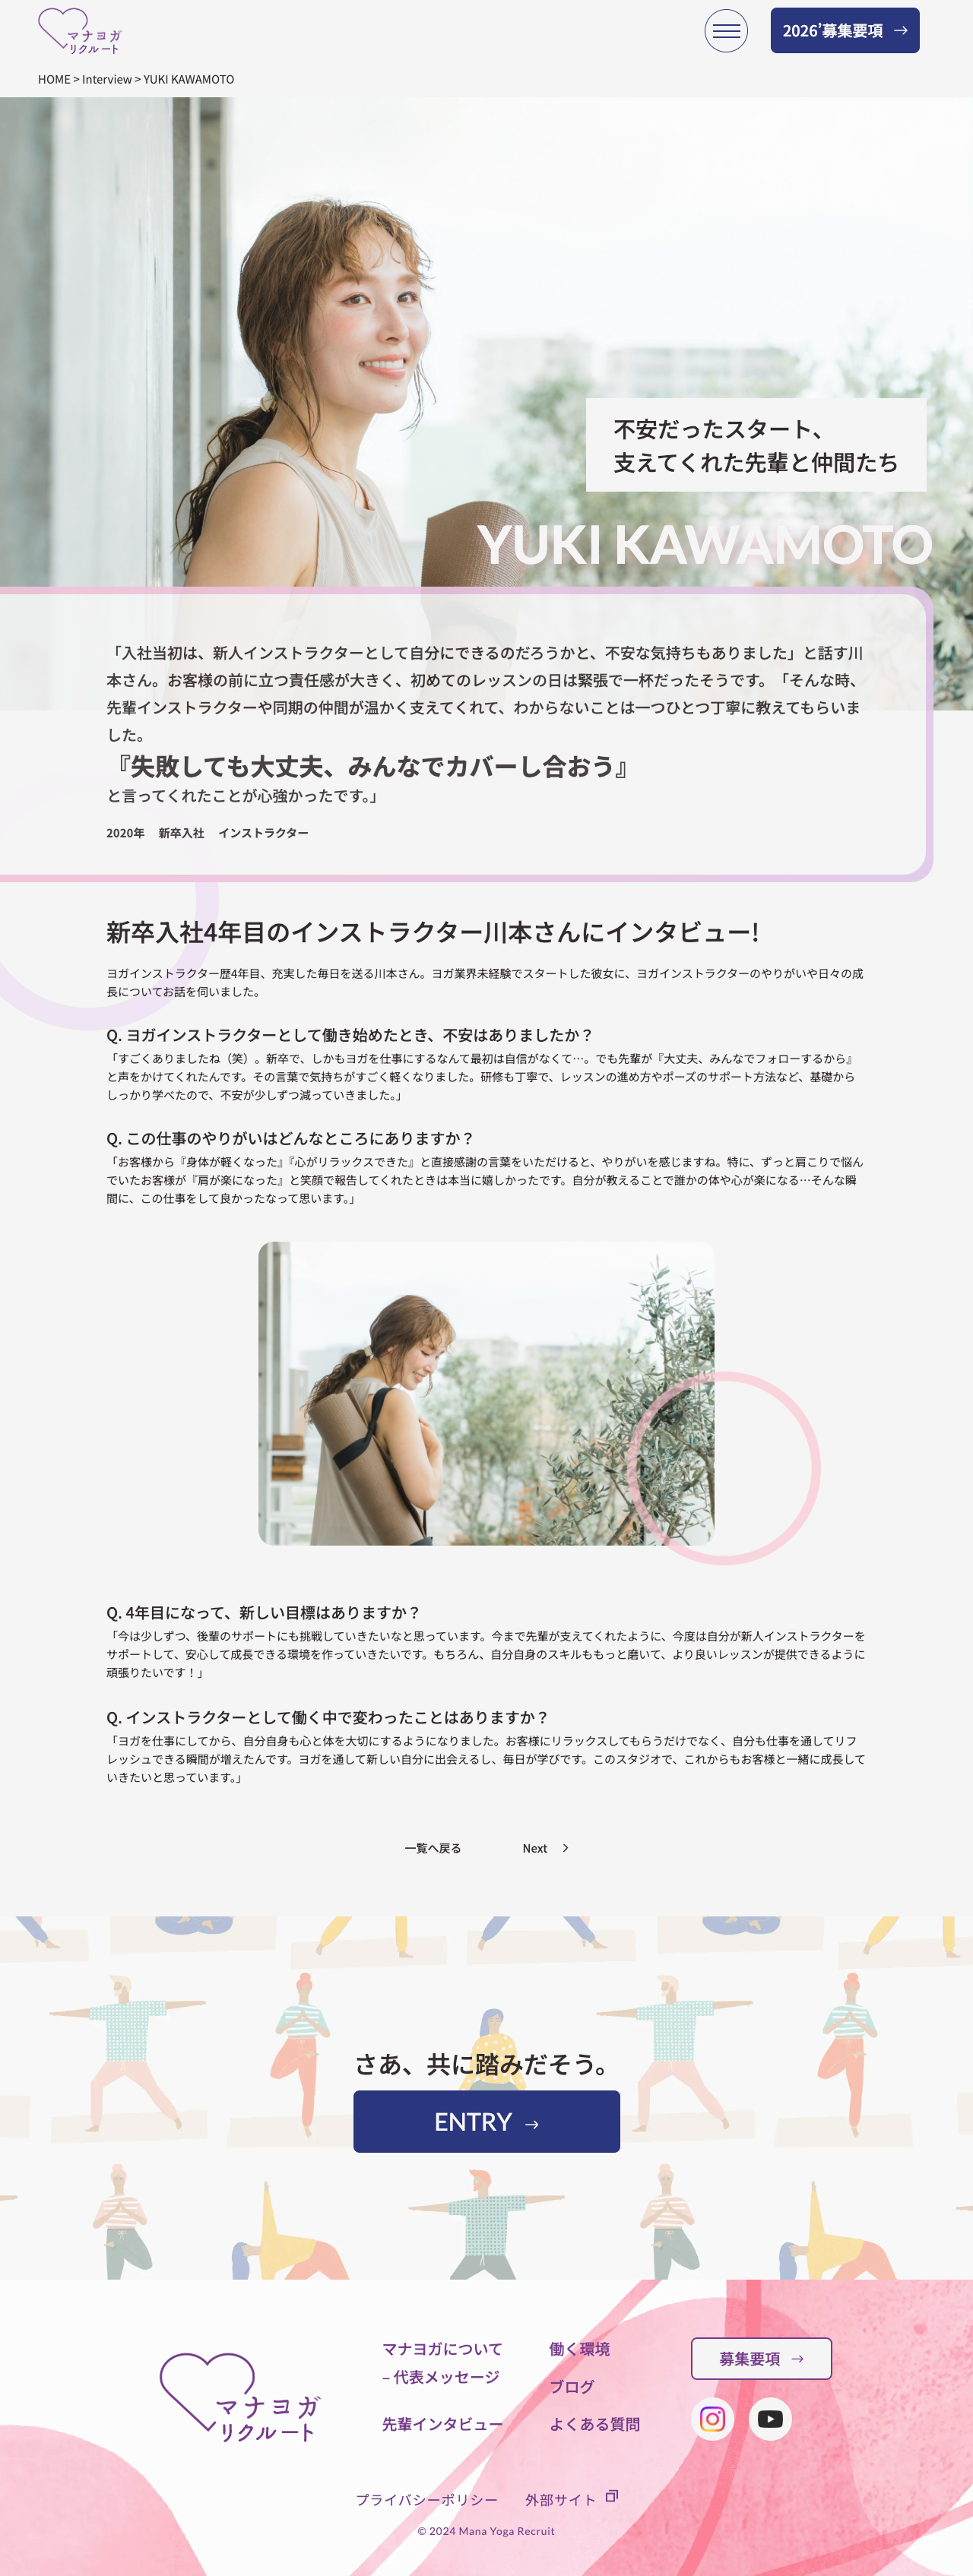 マナヨガ
リクルート
2026’募集要項 →
HOME > Interview > YUKI KAWAMOTO
不安だったスタート、
支えてくれた先輩と仲間たち
YUKI KAWAMOTO
「入社当初は、新人インストラクターとして自分にできるのだろうかと、不安な気持ちもありました」と話す川
本さん。お客様の前に立つ責任感が大きく、初めてのレッスンの日は緊張で一杯だったそうです。「そんな時、
先輩インストラクターや同期の仲間が温かく支えてくれて、わからないことは一つひとつ丁寧に教えてもらいま
した。
『失敗しても大丈夫、みんなでカバーし合おう』
と言ってくれたことが心強かったです。」
2020年 新卒入社 インストラクター
新卒入社4年目のインストラクター川本さんにインタビュー!
ヨガインストラクター歴4年目、充実した毎日を送る川本さん。ヨガ業界未経験でスタートした彼女に、ヨガインストラクターのやりがいや日々の成
長についてお話を伺いました。
Q. ヨガインストラクターとして働き始めたとき、不安はありましたか？
「すごくありましたね（笑）。新卒で、しかもヨガを仕事にするなんて最初は自信がなくて…。でも先輩が『大丈夫、みんなでフォローするから』
と声をかけてくれたんです。その言葉で気持ちがすごく軽くなりました。研修も丁寧で、レッスンの進め方やポーズのサポート方法など、基礎から
しっかり学べたので、不安が少しずつ減っていきました。」
Q. この仕事のやりがいはどんなところにありますか？
「お客様から『身体が軽くなった』『心がリラックスできた』と直接感謝の言葉をいただけると、やりがいを感じますね。特に、ずっと肩こりで悩ん
でいたお客様が『肩が楽になった』と笑顔で報告してくれたときは本当に嬉しかったです。自分が教えることで誰かの体や心が楽になる…そんな瞬
間に、この仕事をして良かったなって思います。」
Q. 4年目になって、新しい目標はありますか？
「今は少しずつ、後輩のサポートにも挑戦していきたいなと思っています。今まで先輩が支えてくれたように、今度は自分が新人インストラクターを
サポートして、安心して成長できる環境を作っていきたいです。もちろん、自分自身のスキルももっと磨いて、より良いレッスンが提供できるように
頑張りたいです！」
Q. インストラクターとして働く中で変わったことはありますか？
「ヨガを仕事にしてから、自分自身も心と体を大切にするようになりました。お客様にリラックスしてもらうだけでなく、自分も仕事を通してリフ
レッシュできる瞬間が増えたんです。ヨガを通して新しい自分に出会えるし、毎日が学びです。このスタジオで、これからもお客様と一緒に成長して
いきたいと思っています。」
一覧へ戻る Next >
さあ、共に踏みだそう。
ENTRY →
マナヨガ
リクルート
マナヨガについて
– 代表メッセージ
先輩インタビュー
働く環境
ブログ
よくある質問
募集要項 →
プライバシーポリシー 外部サイト
© 2024 Mana Yoga Recruit